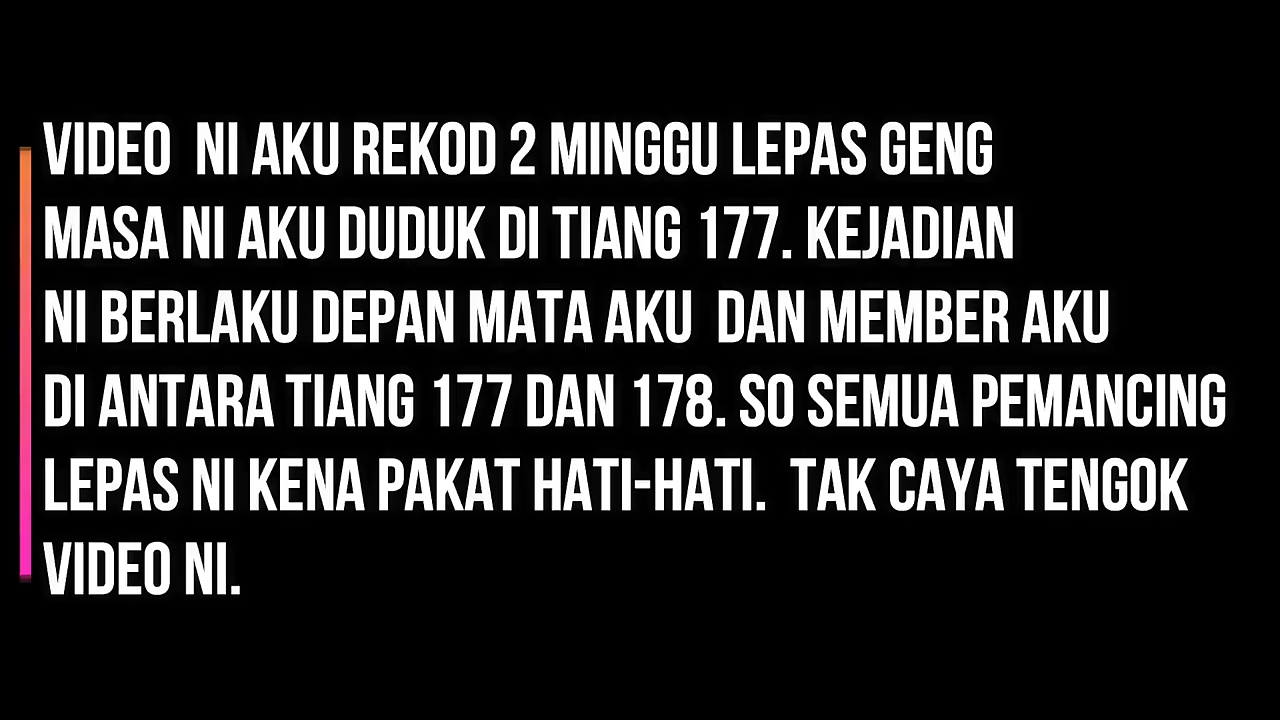 VIDEO  NI AKU REKOD 2 MINGGU LEPAS GENG
MASA NI AKU DUDUK DI TIANG 177. KEJADIAN
NI BERLAKU DEPAN MATA AKU  DAN MEMBER AKU
DI ANTARA TIANG 177 DAN 178. SO SEMUA PEMANCING
LEPAS NI KENA PAKAT HATI-HATI.  TAK CAYA TENGOK
VIDEO NI.